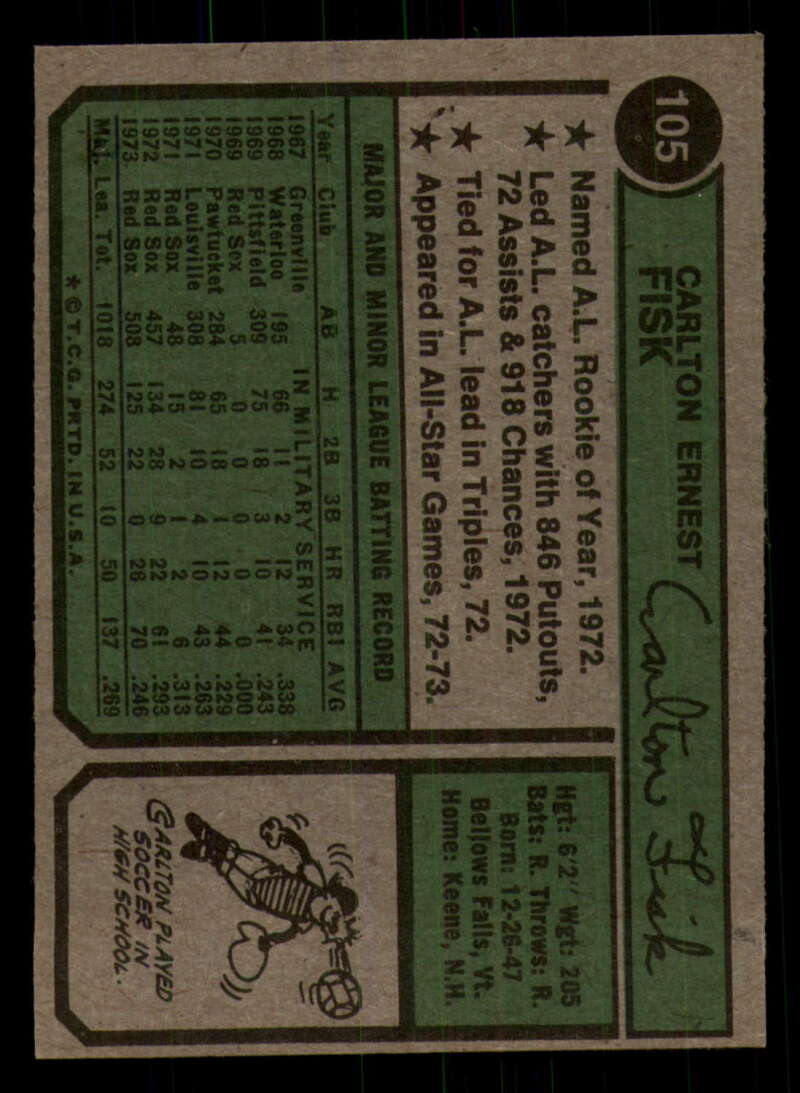 105
CARLTON ERNEST
FISK
Carlton Fisk
★ Named A.L. Rookie of Year, 1972.
★ Led A.L. catchers with 846 Putouts,
72 Assists & 918 Chances, 1972.
★ Tied for A.L. lead in Triples, 72.
★ Appeared in All-Star Games, 72-73.
Hgt: 6'2" Wgt: 205
Bats: R. Throws: R.
Born: 12-26-47
Bellows Falls, Vt.
Home: Keene, N.H.
MAJOR AND MINOR LEAGUE BATTING RECORD
Year Club AB H 2B 3B HR RBI AVG
1967 Greenville IN MILITARY SERVICE
1968 Waterloo 195 66 11 2 12 34 .338
1969 Pittsfield 309 75 18 3 10 41 .243
1969 Red Sox 5 0 0 0 0 0 .000
1970 Pawtucket 284 65 18 1 12 44 .229
1971 Louisville 308 81 10 4 10 43 .263
1971 Red Sox 48 15 2 1 2 6 .313
1972 Red Sox 457 134 28 9 22 61 .293
1973 Red Sox 508 125 22 0 26 70 .246
Maj. Lea. Tot. 1018 274 52 10 50 137 .269
* © T.C.G. PRTD. IN U.S.A.
CARLTON PLAYED
SOCCER IN
HIGH SCHOOL.